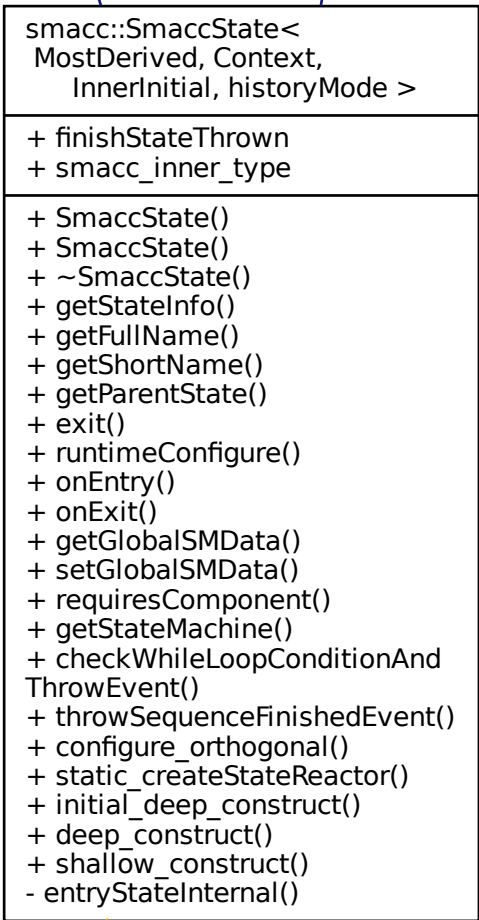 smacc::SmaccState<
MostDerived, Context,
InnerInitial, historyMode >
+ finishStateThrown
+ smacc_inner_type
+ SmaccState()
+ SmaccState()
+ ~SmaccState()
+ getStateInfo()
+ getFullName()
+ getShortName()
+ getParentState()
+ exit()
+ runtimeConfigure()
+ onEntry()
+ onExit()
+ getGlobalSMData()
+ setGlobalSMData()
+ requiresComponent()
+ getStateMachine()
+ checkWhileLoopConditionAnd
ThrowEvent()
+ throwSequenceFinishedEvent()
+ configure_orthogonal()
+ static_createStateReactor()
+ initial_deep_construct()
+ deep_construct()
+ shallow_construct()
- entryStateInternal()